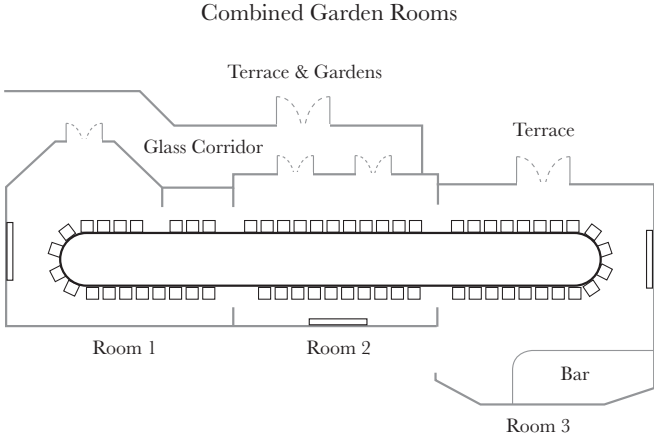 Combined Garden Rooms
Terrace & Gardens
Terrace
Glass Corridor
Room 1
Room 2
Bar
Room 3